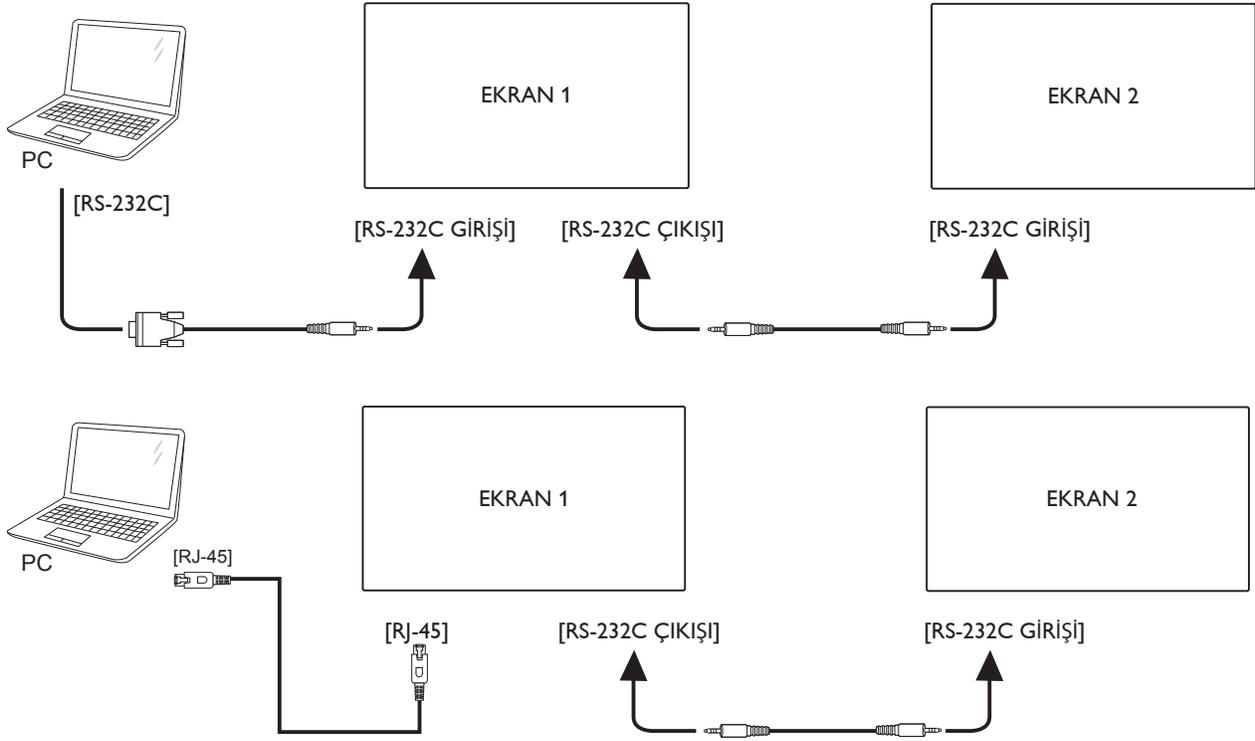 EKRAN 1
EKRAN 2
PC
[RS-232C]
[RS-232C GİRİŞİ]
[RS-232C ÇIKIŞI]
[RS-232C GİRİŞİ]
EKRAN 1
EKRAN 2
PC
[RJ-45]
[RJ-45]
[RS-232C ÇIKIŞI]
[RS-232C GİRİŞİ]